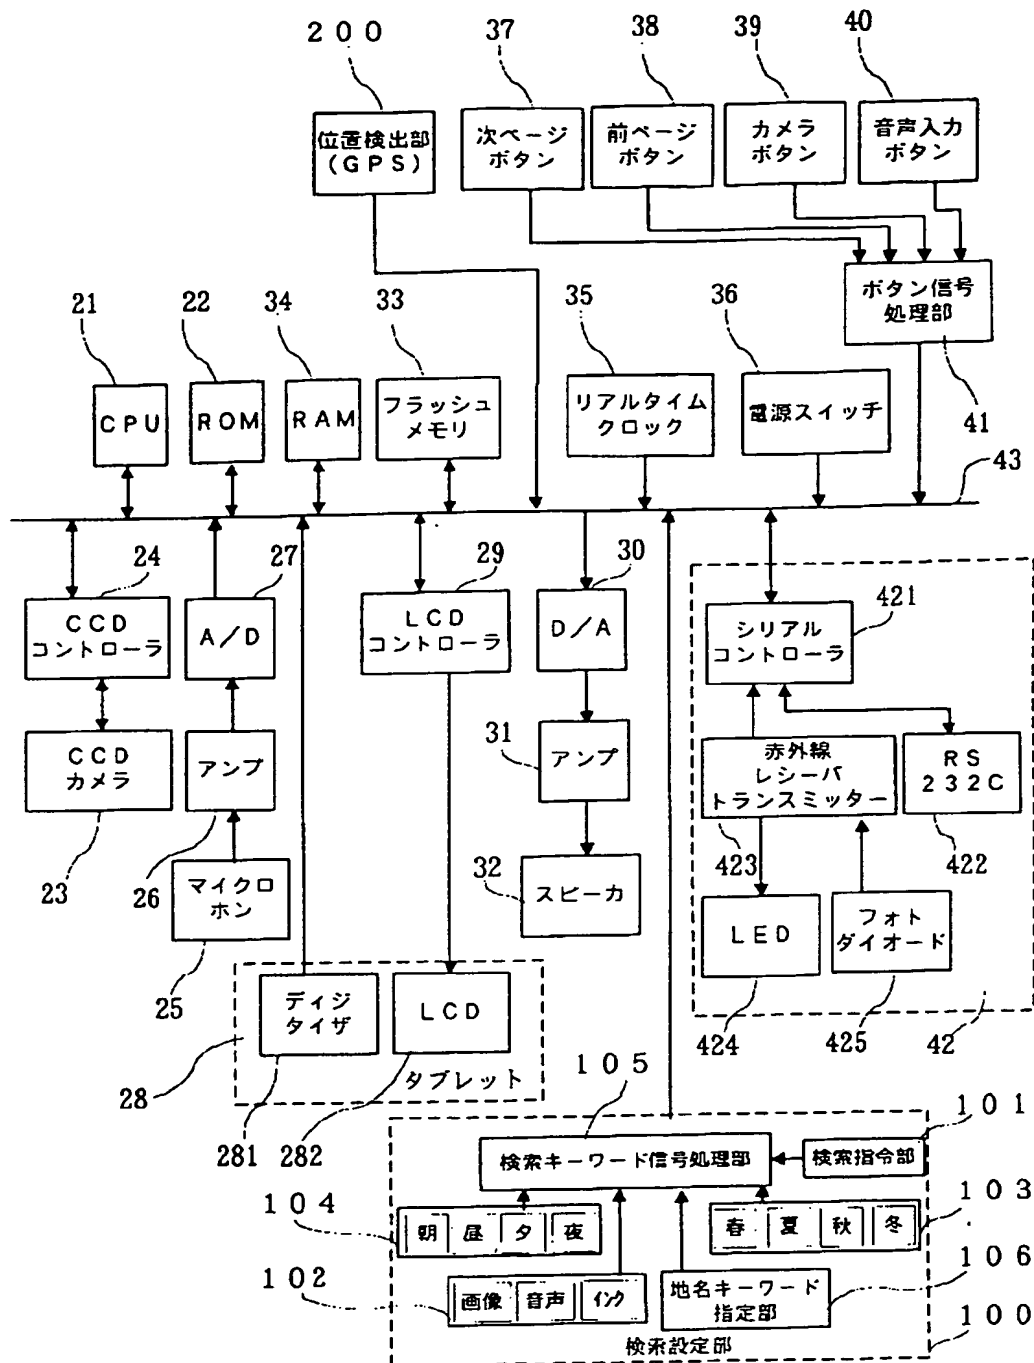 200
37
38
39
40
位置検出部
(GPS)
次ページ
ボタン
前ページ
ボタン
カメラ
ボタン
音声入力
ボタン
21
22
34
33
35
36
ボタン信号
処理部
41
CPU
ROM
RAM
フラッシュ
メモリ
リアルタイム
クロック
電源スイッチ
43
24
27
29
30
421
CCD
コントローラ
A/D
LCD
コントローラ
D/A
シリアル
コントローラ
CCD
カメラ
アンプ
31
アンプ
赤外線
レシーバ
トランスミッター
RS
232C
23
26
マイクロ
ホン
32
スピーカ
423
422
LED
フォト
ダイオード
25
ディジ
タイザ
LCD
タブレット
28
281
282
424
425
42
105
101
検索キーワード信号処理部
検索指令部
104
朝 昼 夕 夜
春 夏 秋 冬
103
102
画像 音声 インク
地名キーワード
指定部
106
検索設定部
100